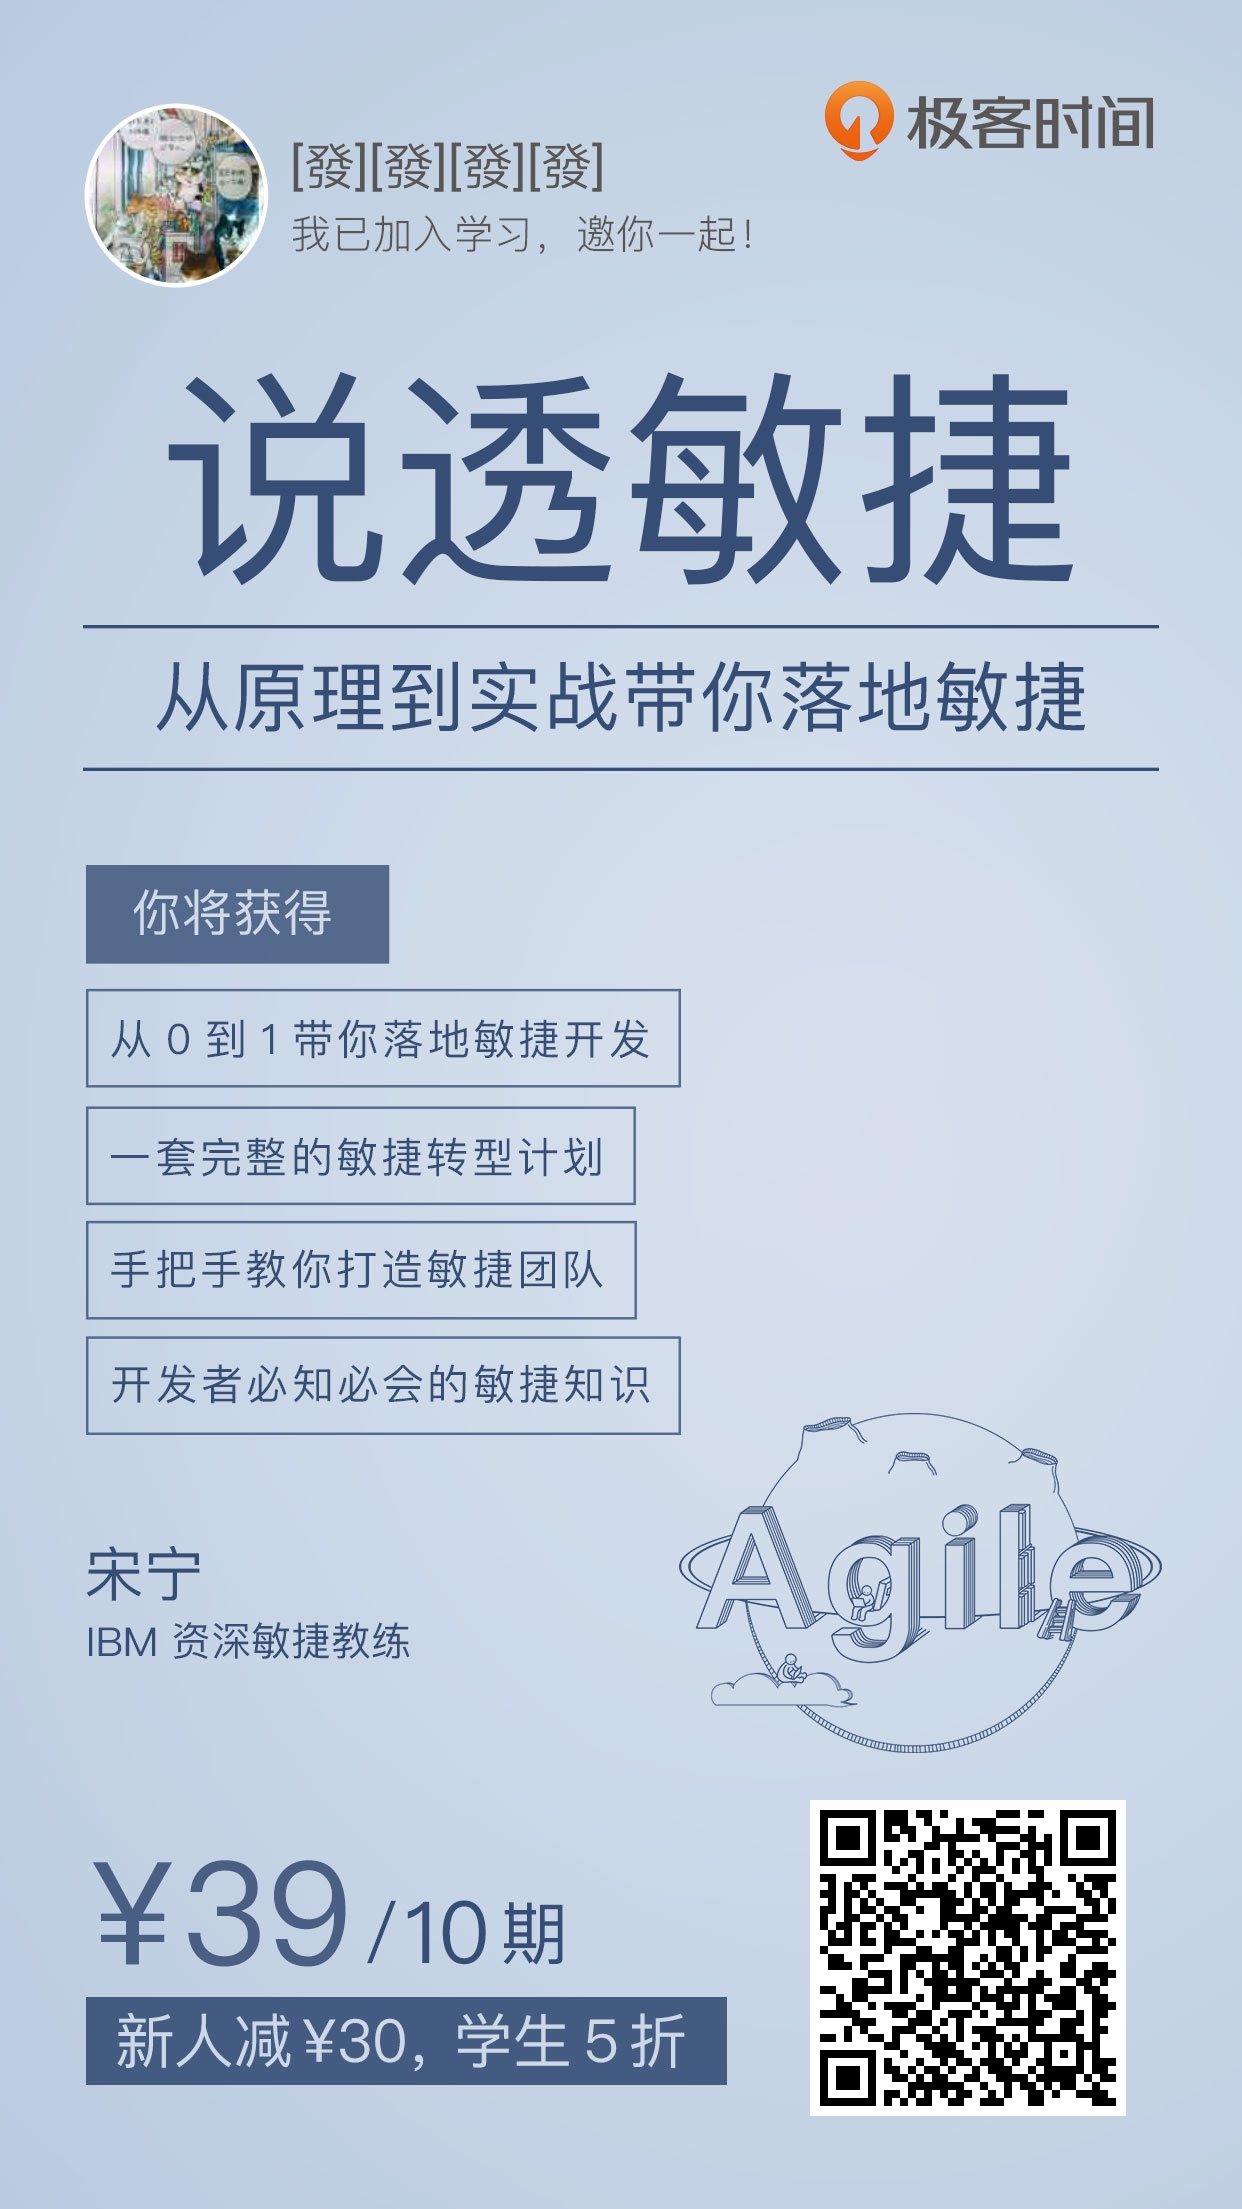 极客时间
[發][發][發][發]
我已加入学习，邀你一起！
说透敏捷
从原理到实战带你落地敏捷
你将获得
从 0 到 1 带你落地敏捷开发
一套完整的敏捷转型计划
手把手教你打造敏捷团队
开发者必知必会的敏捷知识
Agile
宋宁
IBM 资深敏捷教练
¥39 /10 期
新人减 ¥30，学生 5 折